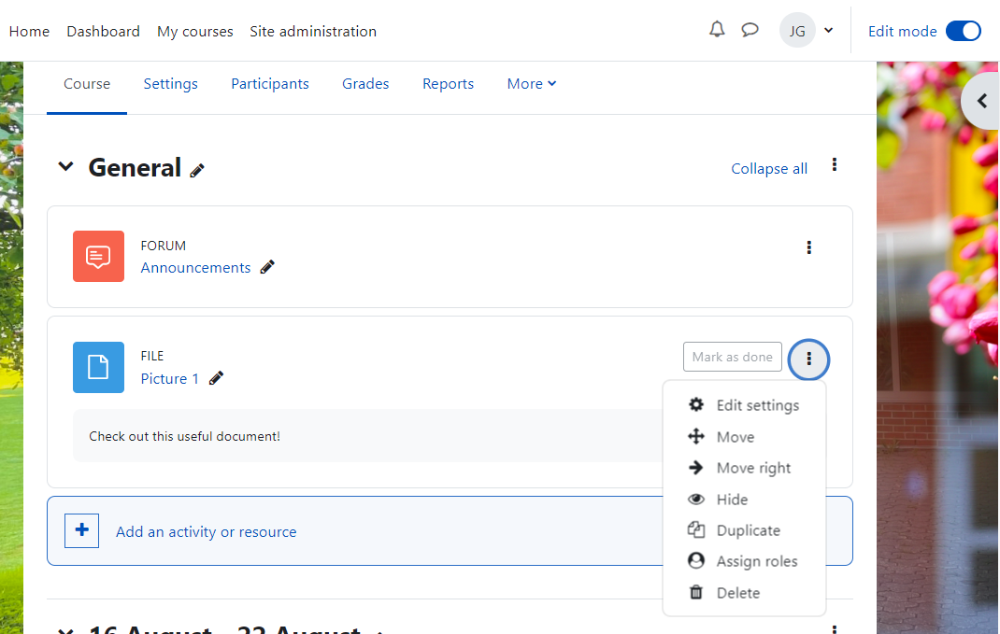 Home Dashboard My courses Site administration JG Edit mode
Course Settings Participants Grades Reports More
General Collapse all
FORUM
Announcements
FILE
Mark as done
Picture 1
Check out this useful document!
Edit settings
Move
Move right
Hide
Duplicate
Assign roles
Delete
Add an activity or resource
16 August - 22 August